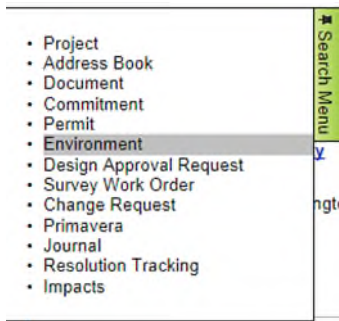 Project
Address Book
Document
Commitment
Permit
Environment
Design Approval Request
Survey Work Order
Change Request
Primavera
Journal
Resolution Tracking
Impacts
Search Menu
y
ngt